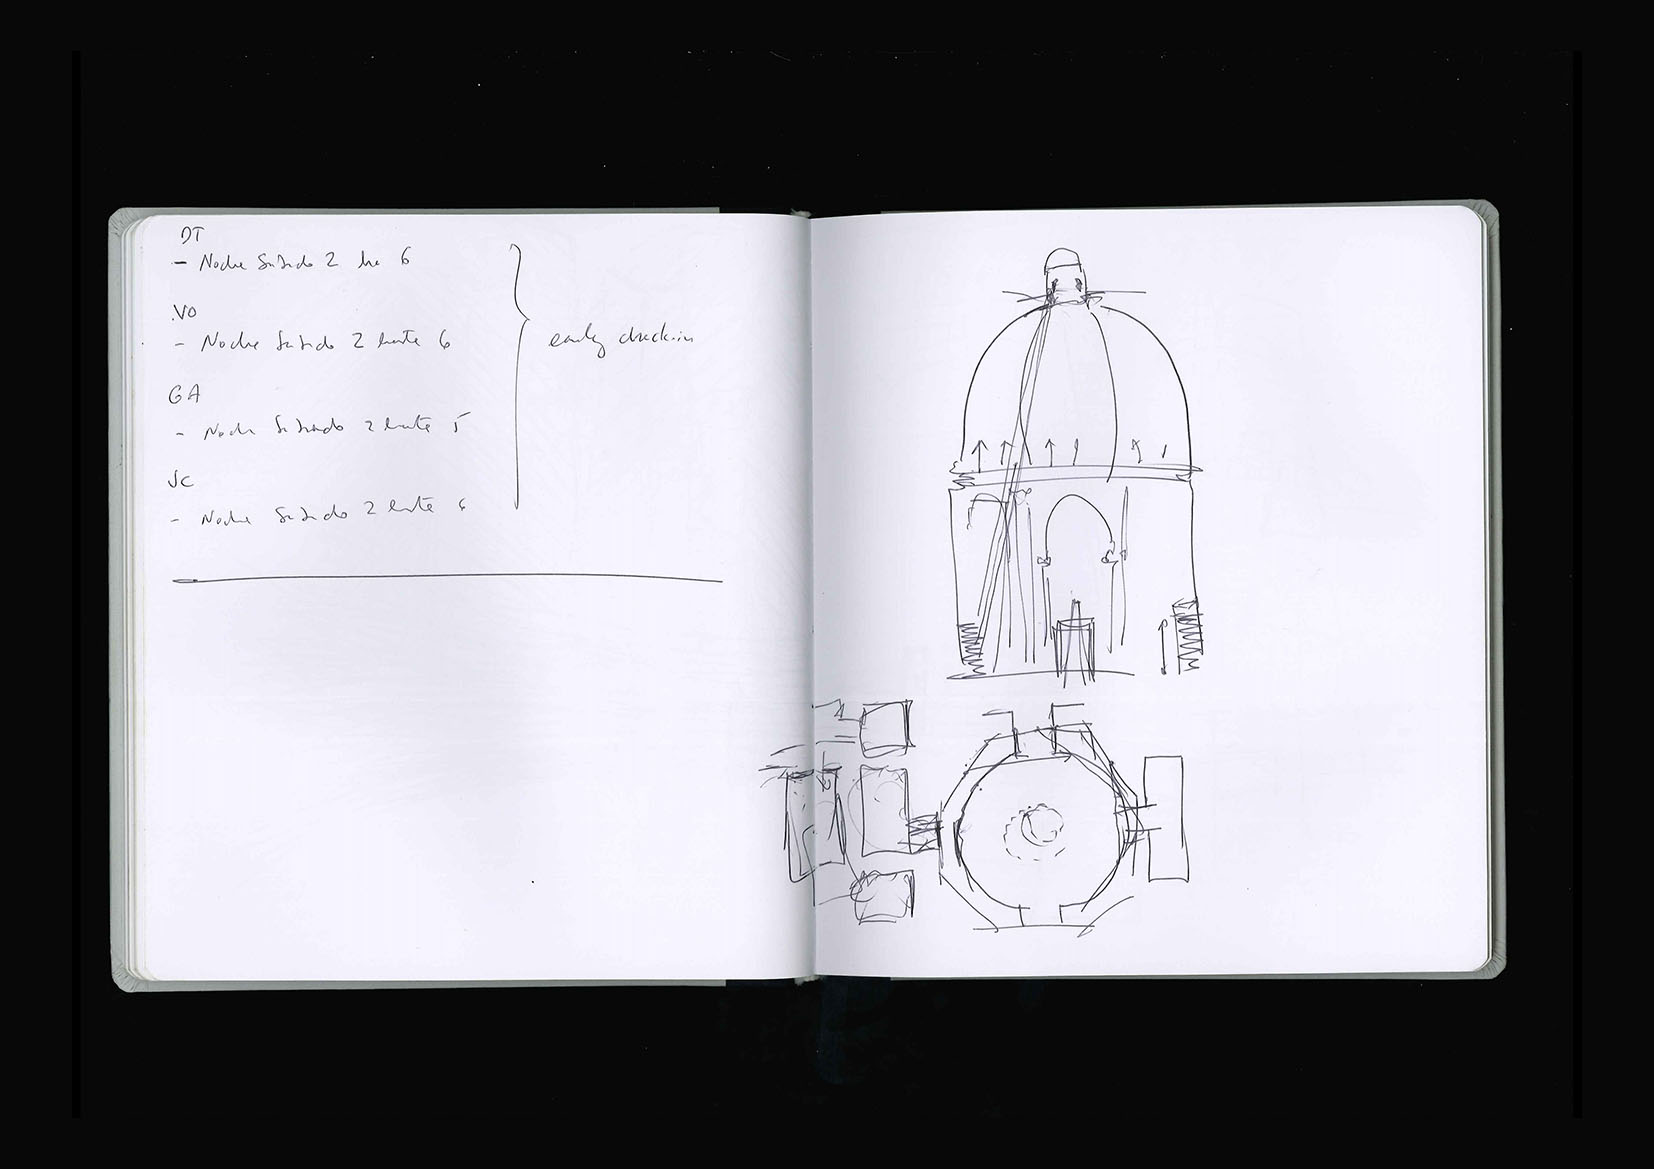 DT
- Noche Sabado 2 6
VO
- Noche Sabado 2 hasta 6
GA
- Noche Sabado 2 hasta 5
JC
- Noche Sabado 2 hasta 6
early check-in